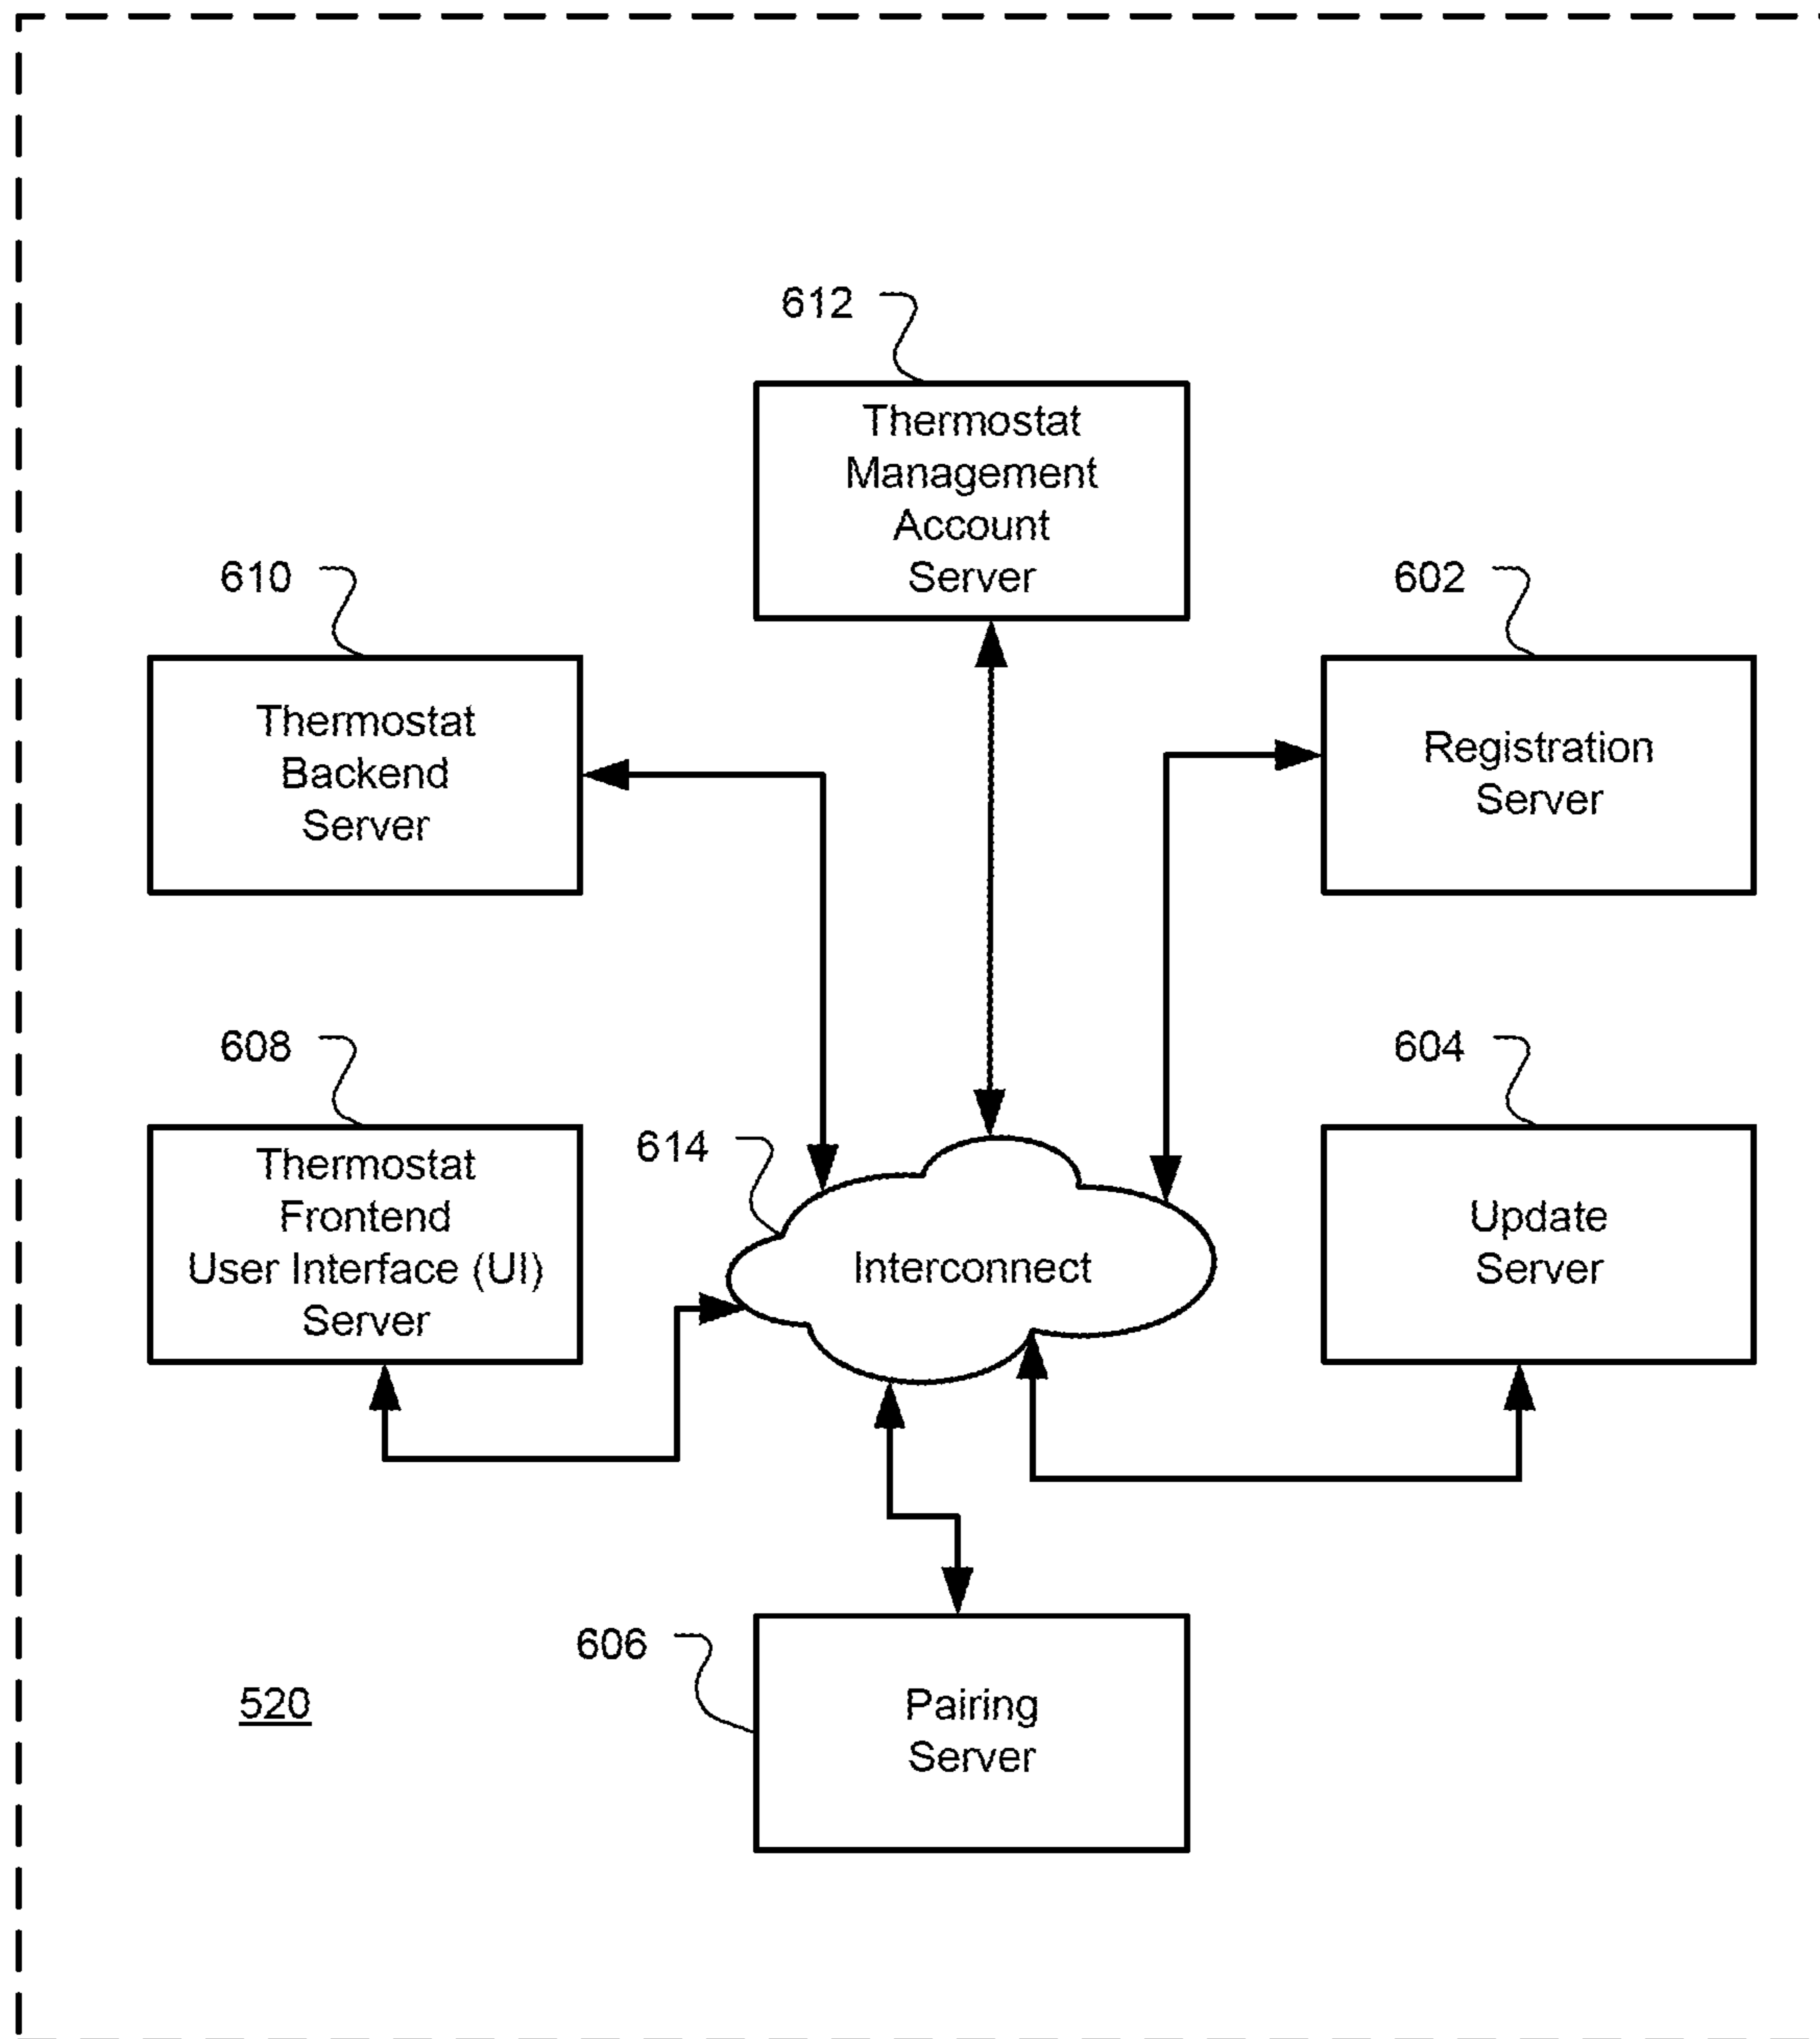 612
Thermostat
Management
Account
Server
610
Thermostat
Backend
Server
602
Registration
Server
608
Thermostat
Frontend
User Interface (UI)
Server
614
Interconnect
604
Update
Server
606
Pairing
Server
520